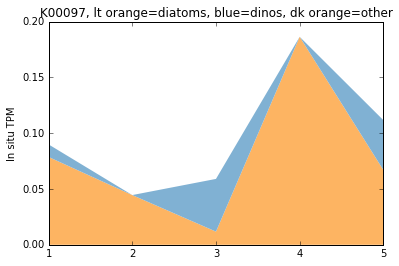 K00097, lt orange=diatoms, blue=dinos, dk orange=other
0.20
0.15
0.10
0.05
0.00
In situ TPM
1 2 3 4 5